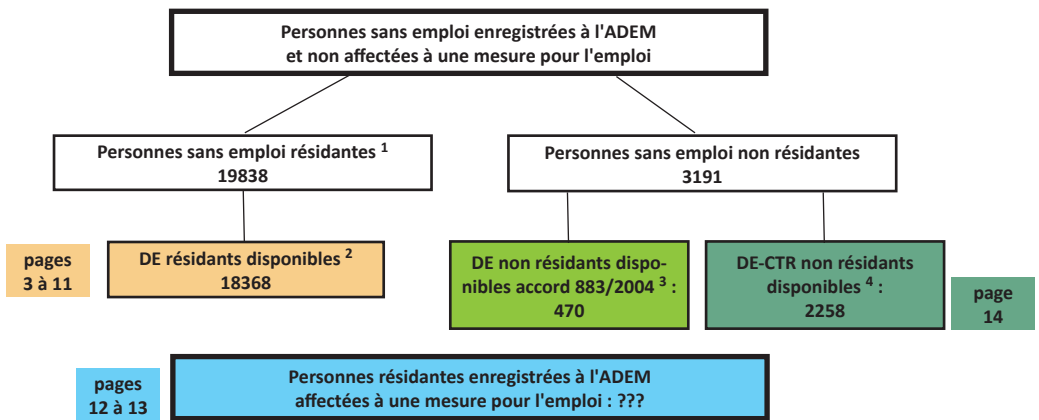 Personnes sans emploi enregistrées à l'ADEM
et non affectées à une mesure pour l'emploi
Personnes sans emploi résidantes ¹
19838
Personnes sans emploi non résidantes
3191
pages
3 à 11
DE résidants disponibles ²
18368
DE non résidants dispo-
nibles accord 883/2004 ³ :
470
DE-CTR non résidants
disponibles ⁴ :
2258
page
14
pages
12 à 13
Personnes résidantes enregistrées à l'ADEM
affectées à une mesure pour l'emploi : ???